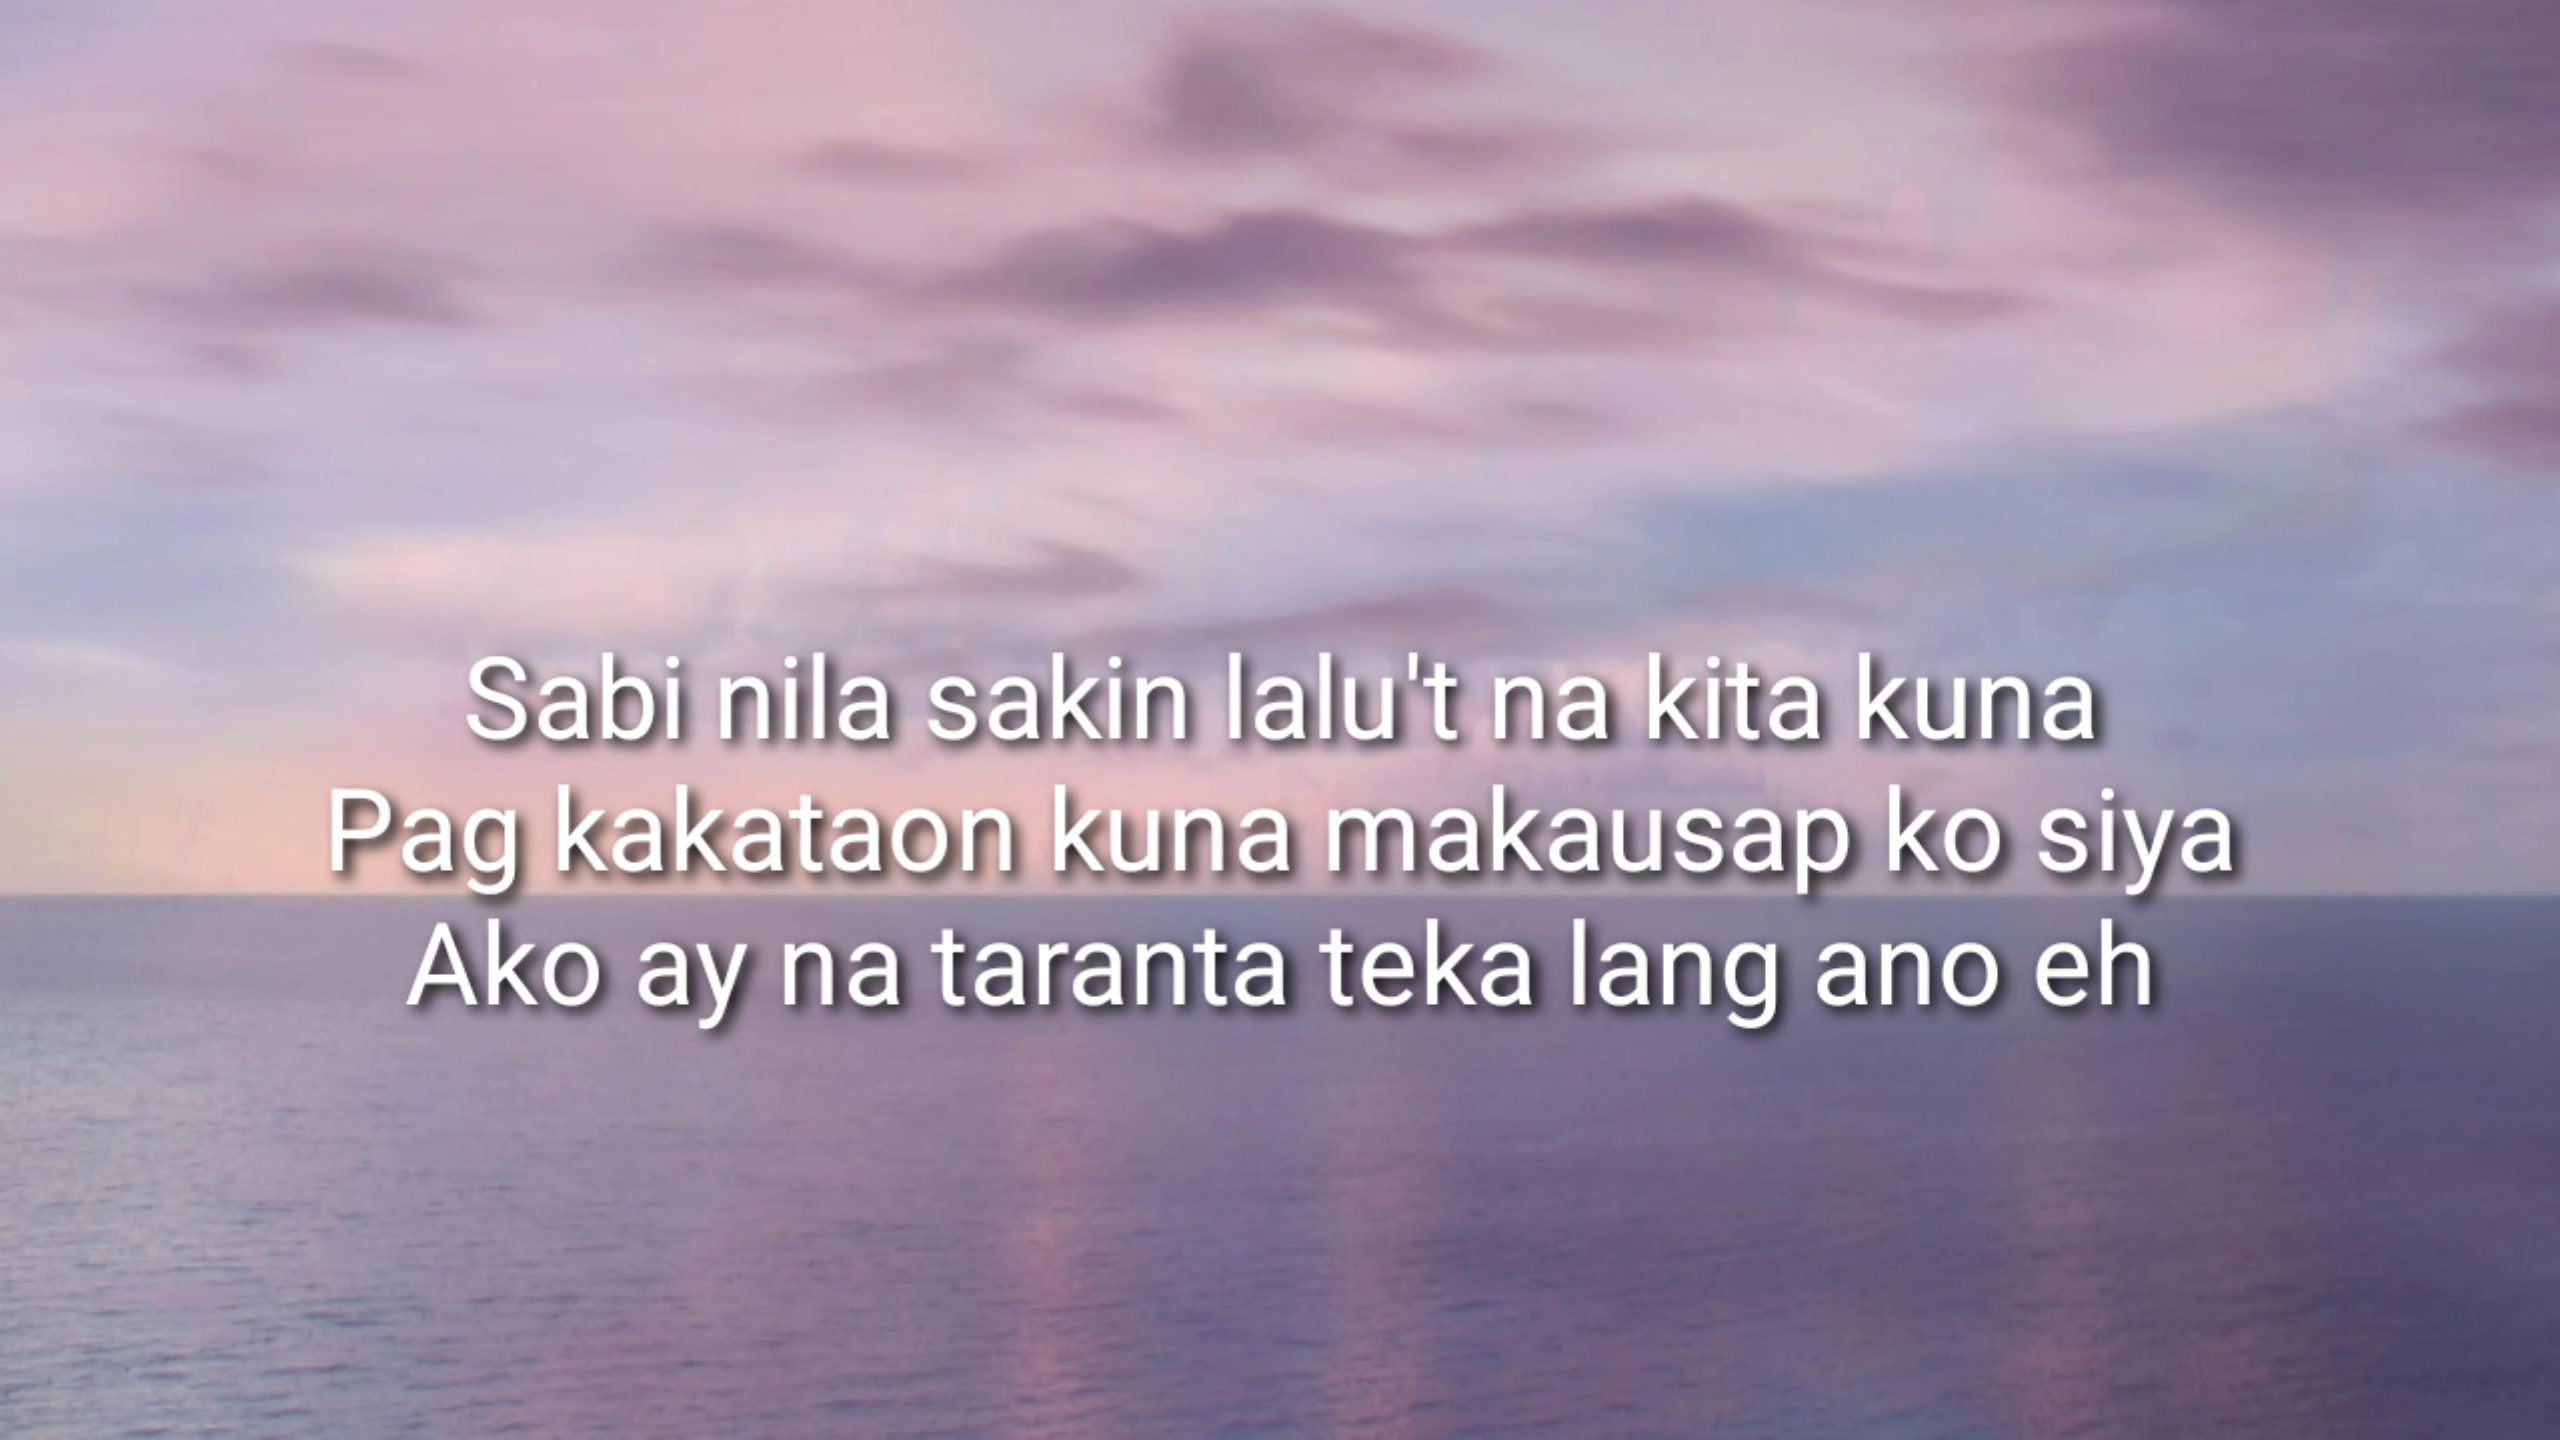 Sabi nila sakin lalu't na kita kuna
Pag kakataon kuna makausap ko siya
Ako ay na taranta teka lang ano eh